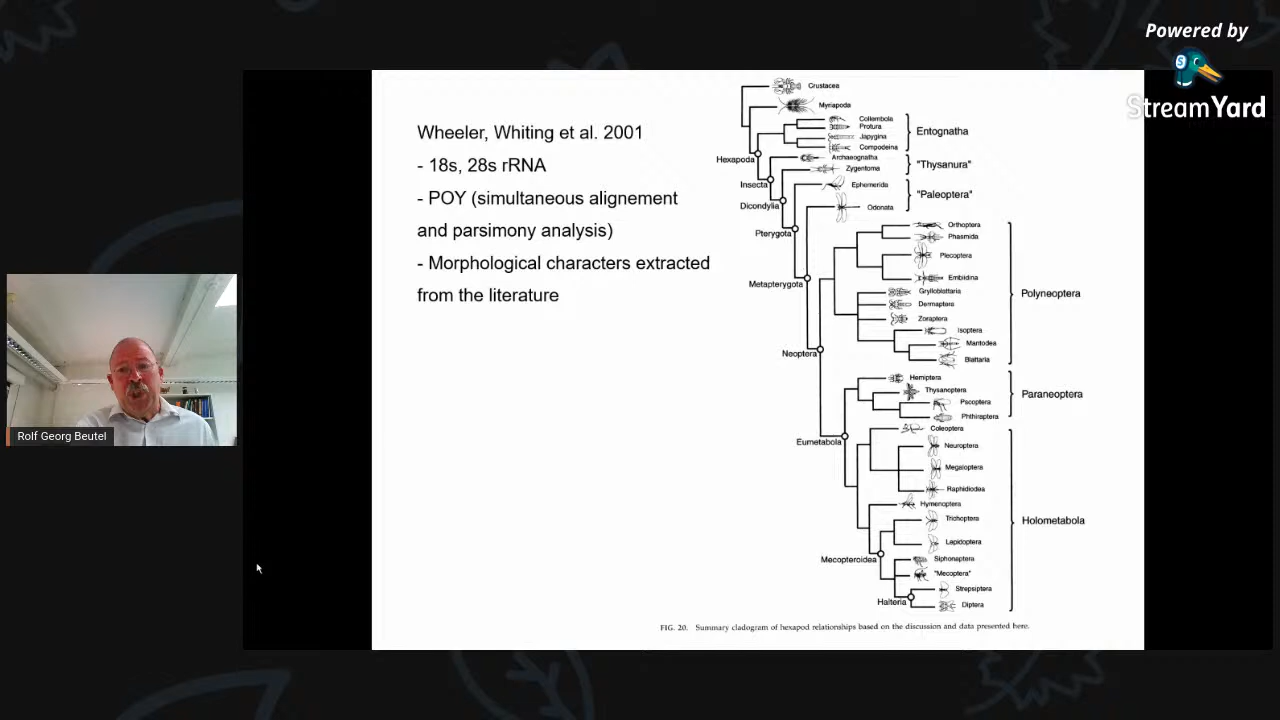 Powered by
StreamYard
Wheeler, Whiting et al. 2001
- 18s, 28s rRNA
- POY (simultaneous alignement
and parsimony analysis)
- Morphological characters extracted
from the literature
Crustacea
Myriapoda
Collembola
Protura
Japygina
Campodeina
Entognatha
Hexapoda
Archaeognatha
Zygentoma
"Thysanura"
Insecta
Ephemerida
Odonata
"Paleoptera"
Dicondylia
Pterygota
Orthoptera
Phasmida
Plecoptera
Embiidina
Grylloblattaria
Dermaptera
Zoraptera
Isoptera
Mantodea
Blattaria
Polyneoptera
Metapterygota
Neoptera
Hemiptera
Thysanoptera
Psocoptera
Phthiraptera
Paraneoptera
Eumetabola
Coleoptera
Neuroptera
Megaloptera
Raphidiodea
Hymenoptera
Trichoptera
Lepidoptera
Siphonaptera
"Mecoptera"
Strepsiptera
Diptera
Holometabola
Mecopteroidea
Halteria
FIG. 20. Summary cladogram of hexapod relationships based on the discussion and data presented here.
Rolf Georg Beutel